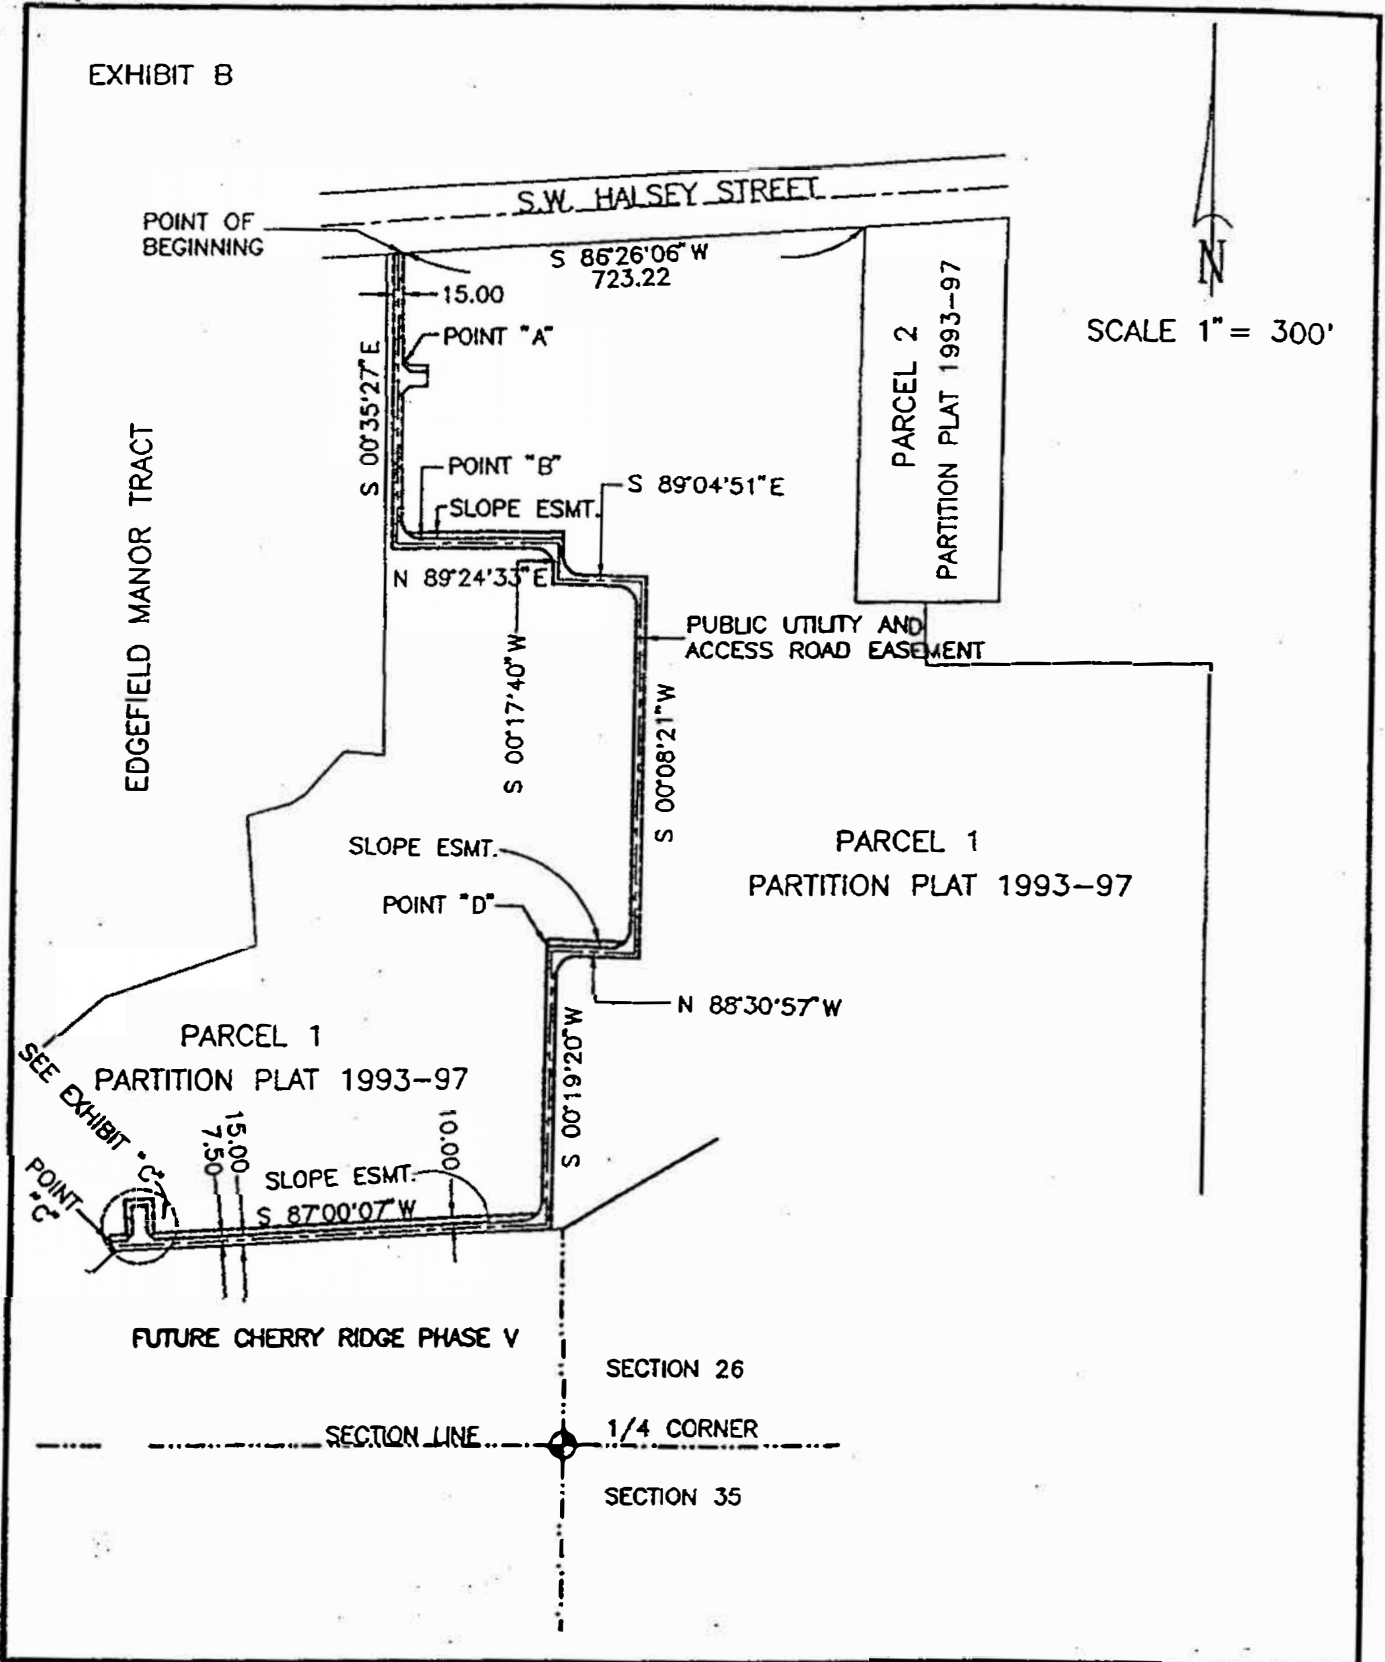 EXHIBIT B
S.W. HALSEY STREET
POINT OF
BEGINNING
S 86°26'06" W
723.22
N
SCALE 1" = 300'
15.00
POINT "A"
S 00°35'27" E
PARCEL 2
PARTITION PLAT 1993-97
EDGEFIELD MANOR TRACT
POINT "B"
SLOPE ESMT.
S 89°04'51" E
N 89°24'33" E
PUBLIC UTILITY AND
ACCESS ROAD EASEMENT
S 00°17'40" W
S 00°08'21" W
SLOPE ESMT.
POINT "D"
PARCEL 1
PARTITION PLAT 1993-97
N 88°30'57" W
PARCEL 1
PARTITION PLAT 1993-97
S 00°19'20" W
SEE EXHIBIT "C"
POINT
"C"
7.50
15.00
10.00
SLOPE ESMT.
S 87°00'07" W
FUTURE CHERRY RIDGE PHASE V
SECTION 26
SECTION LINE
1/4 CORNER
SECTION 35